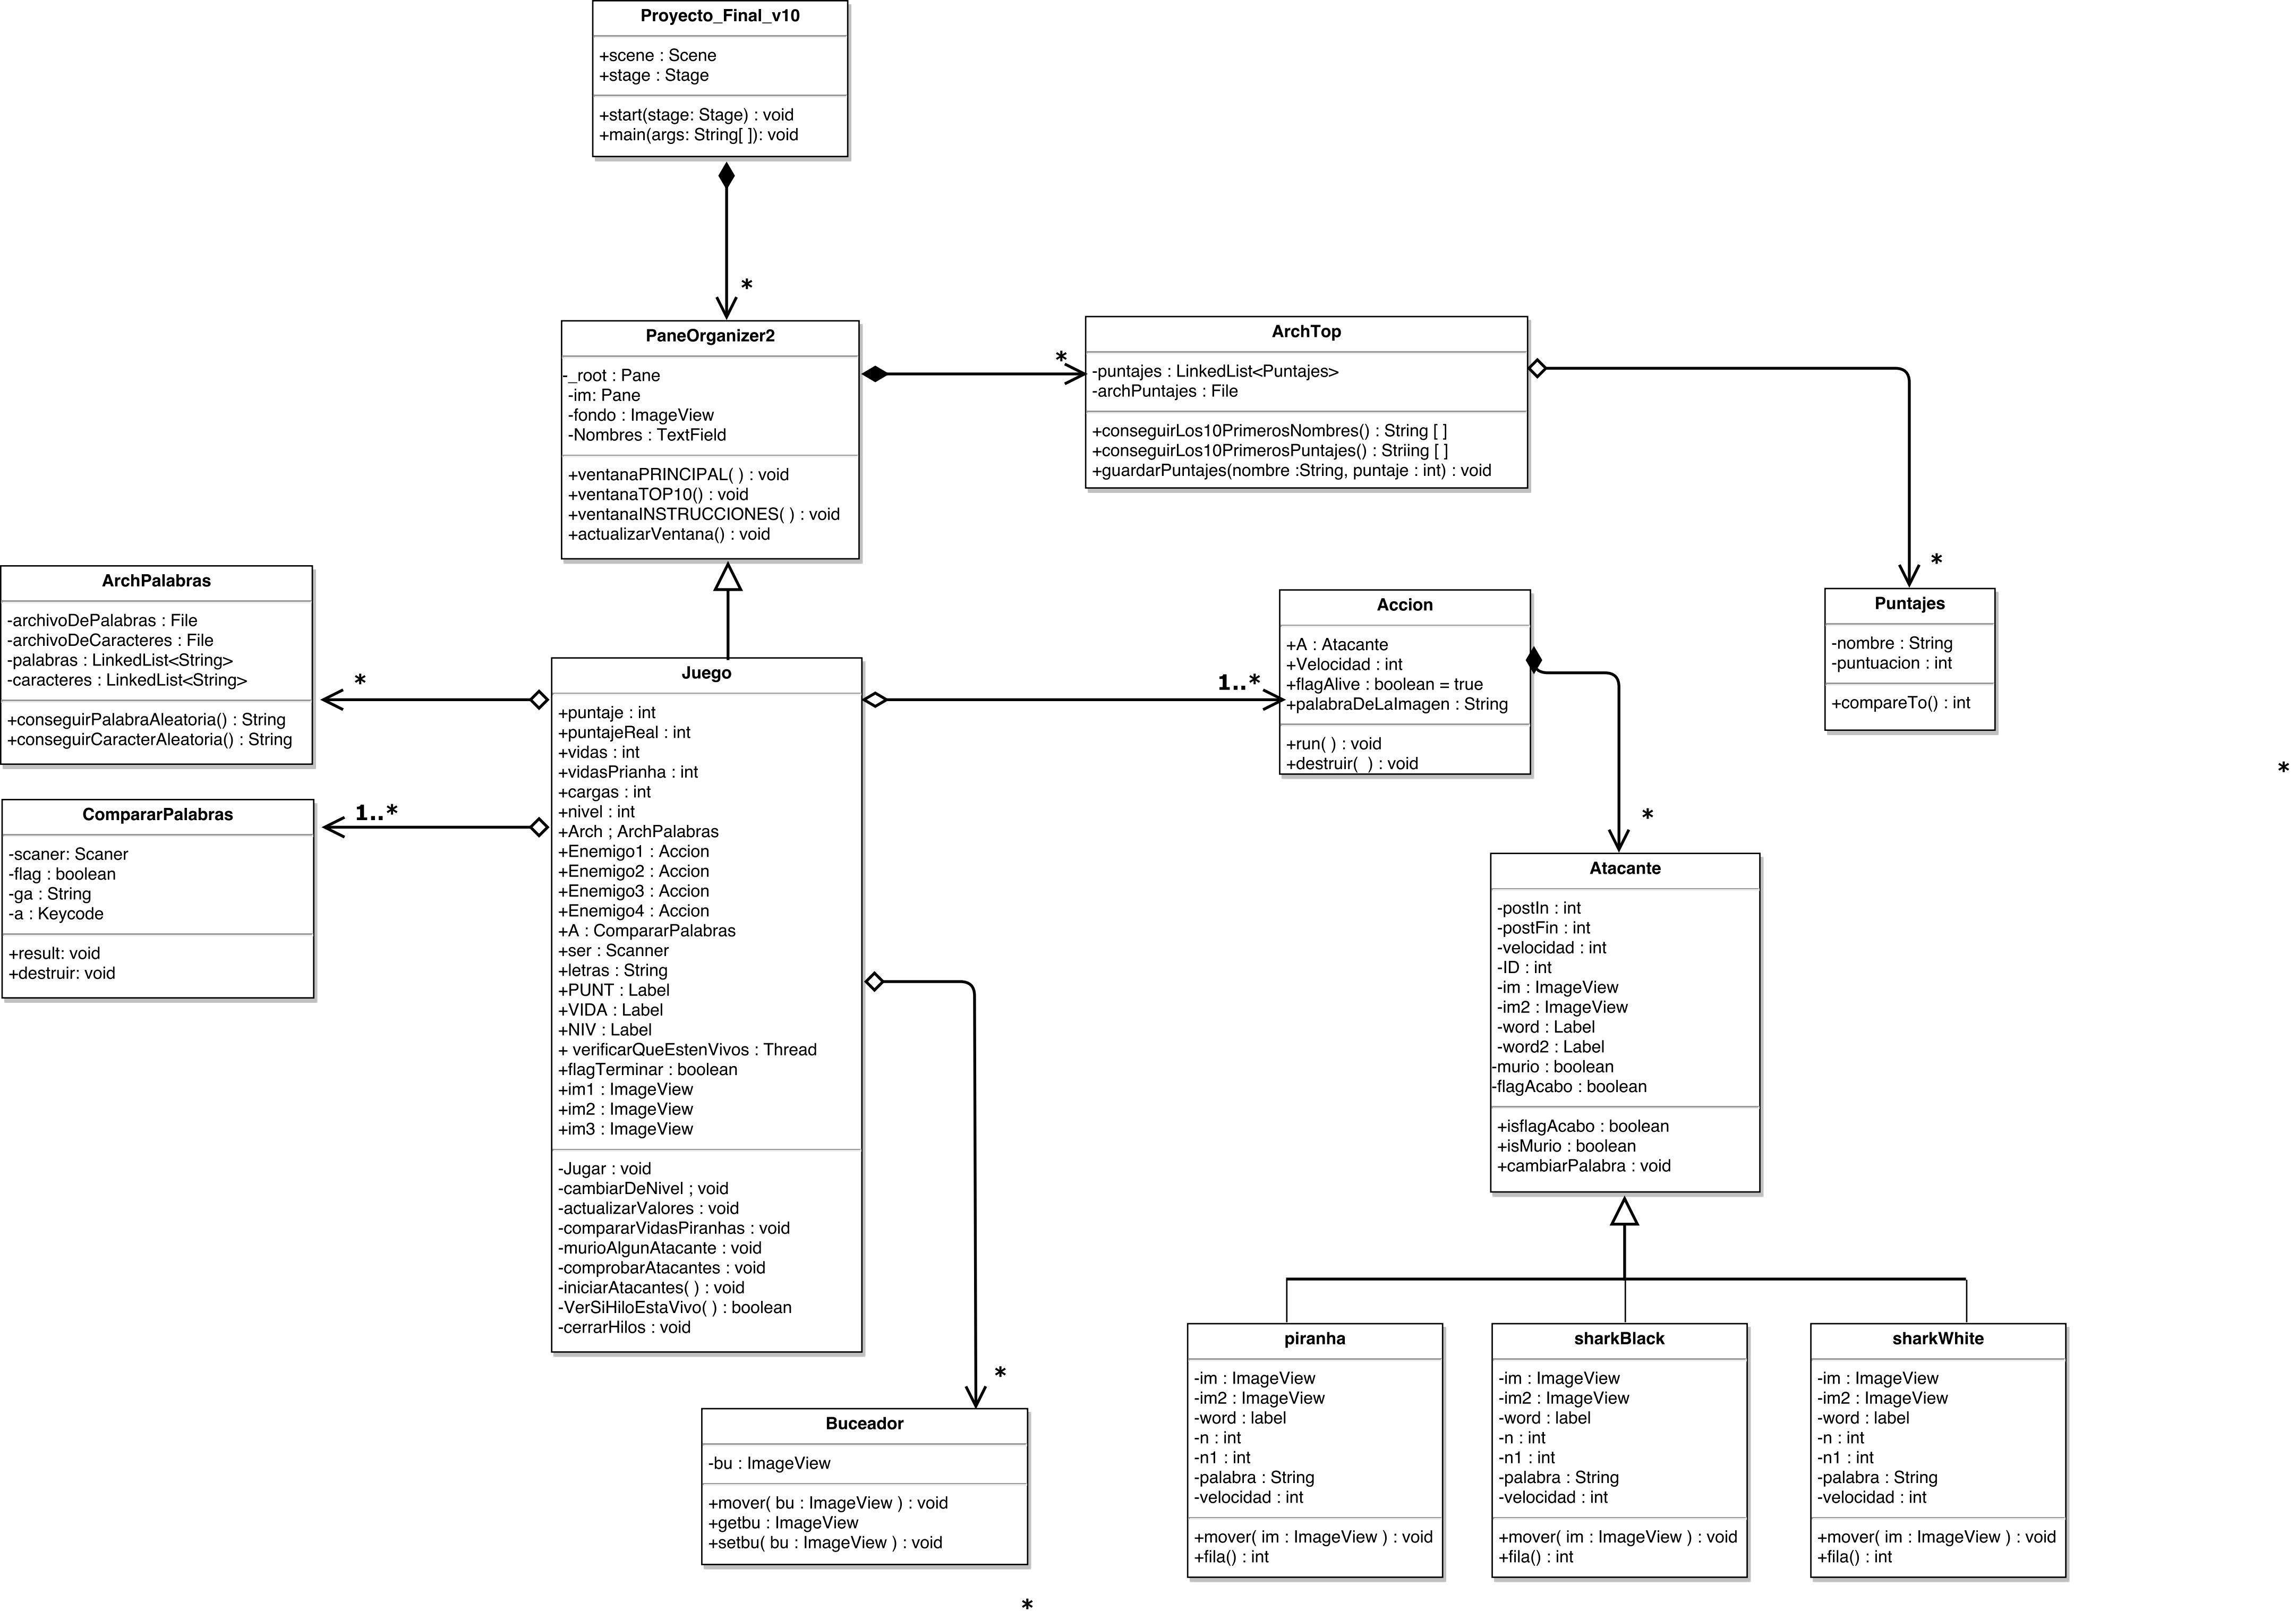 Proyecto_Final_v10
+scene : Scene
+stage : Stage
+start(stage: Stage) : void
+main(args: String[ ]): void
*
PaneOrganizer2
-_root : Pane
-im: Pane
-fondo : ImageView
-Nombres : TextField
+ventanaPRINCIPAL( ) : void
+ventanaTOP10() : void
+ventanaINSTRUCCIONES( ) : void
+actualizarVentana() : void
*
ArchTop
-puntajes : LinkedList<Puntajes>
-archPuntajes : File
+conseguirLos10PrimerosNombres() : String [ ]
+conseguirLos10PrimerosPuntajes() : Striing [ ]
+guardarPuntajes(nombre :String, puntaje : int) : void
*
Puntajes
-nombre : String
-puntuacion : int
+compareTo() : int
*
ArchPalabras
-archivoDePalabras : File
-archivoDeCaracteres : File
-palabras : LinkedList<String>
-caracteres : LinkedList<String>
+conseguirPalabraAleatoria() : String
+conseguirCaracterAleatoria() : String
*
CompararPalabras
-scaner: Scaner
-flag : boolean
-ga : String
-a : Keycode
+result: void
+destruir: void
1..*
Juego
+puntaje : int
+puntajeReal : int
+vidas : int
+vidasPrianha : int
+cargas : int
+nivel : int
+Arch ; ArchPalabras
+Enemigo1 : Accion
+Enemigo2 : Accion
+Enemigo3 : Accion
+Enemigo4 : Accion
+A : CompararPalabras
+ser : Scanner
+letras : String
+PUNT : Label
+VIDA : Label
+NIV : Label
+ verificarQueEstenVivos : Thread
+flagTerminar : boolean
+im1 : ImageView
+im2 : ImageView
+im3 : ImageView
-Jugar : void
-cambiarDeNivel ; void
-actualizarValores : void
-compararVidasPiranhas : void
-murioAlgunAtacante : void
-comprobarAtacantes : void
-iniciarAtacantes( ) : void
-VerSiHiloEstaVivo( ) : boolean
-cerrarHilos : void
1..*
Accion
+A : Atacante
+Velocidad : int
+flagAlive : boolean = true
+palabraDeLaImagen : String
+run( ) : void
+destruir(  ) : void
*
Atacante
-postIn : int
-postFin : int
-velocidad : int
-ID : int
-im : ImageView
-im2 : ImageView
-word : Label
-word2 : Label
-murio : boolean
-flagAcabo : boolean
+isflagAcabo : boolean
+isMurio : boolean
+cambiarPalabra : void
*
Buceador
-bu : ImageView
+mover( bu : ImageView ) : void
+getbu : ImageView
+setbu( bu : ImageView ) : void
*
piranha
-im : ImageView
-im2 : ImageView
-word : label
-n : int
-n1 : int
-palabra : String
-velocidad : int
+mover( im : ImageView ) : void
+fila() : int
sharkBlack
-im : ImageView
-im2 : ImageView
-word : label
-n : int
-n1 : int
-palabra : String
-velocidad : int
+mover( im : ImageView ) : void
+fila() : int
sharkWhite
-im : ImageView
-im2 : ImageView
-word : label
-n : int
-n1 : int
-palabra : String
-velocidad : int
+mover( im : ImageView ) : void
+fila() : int
*